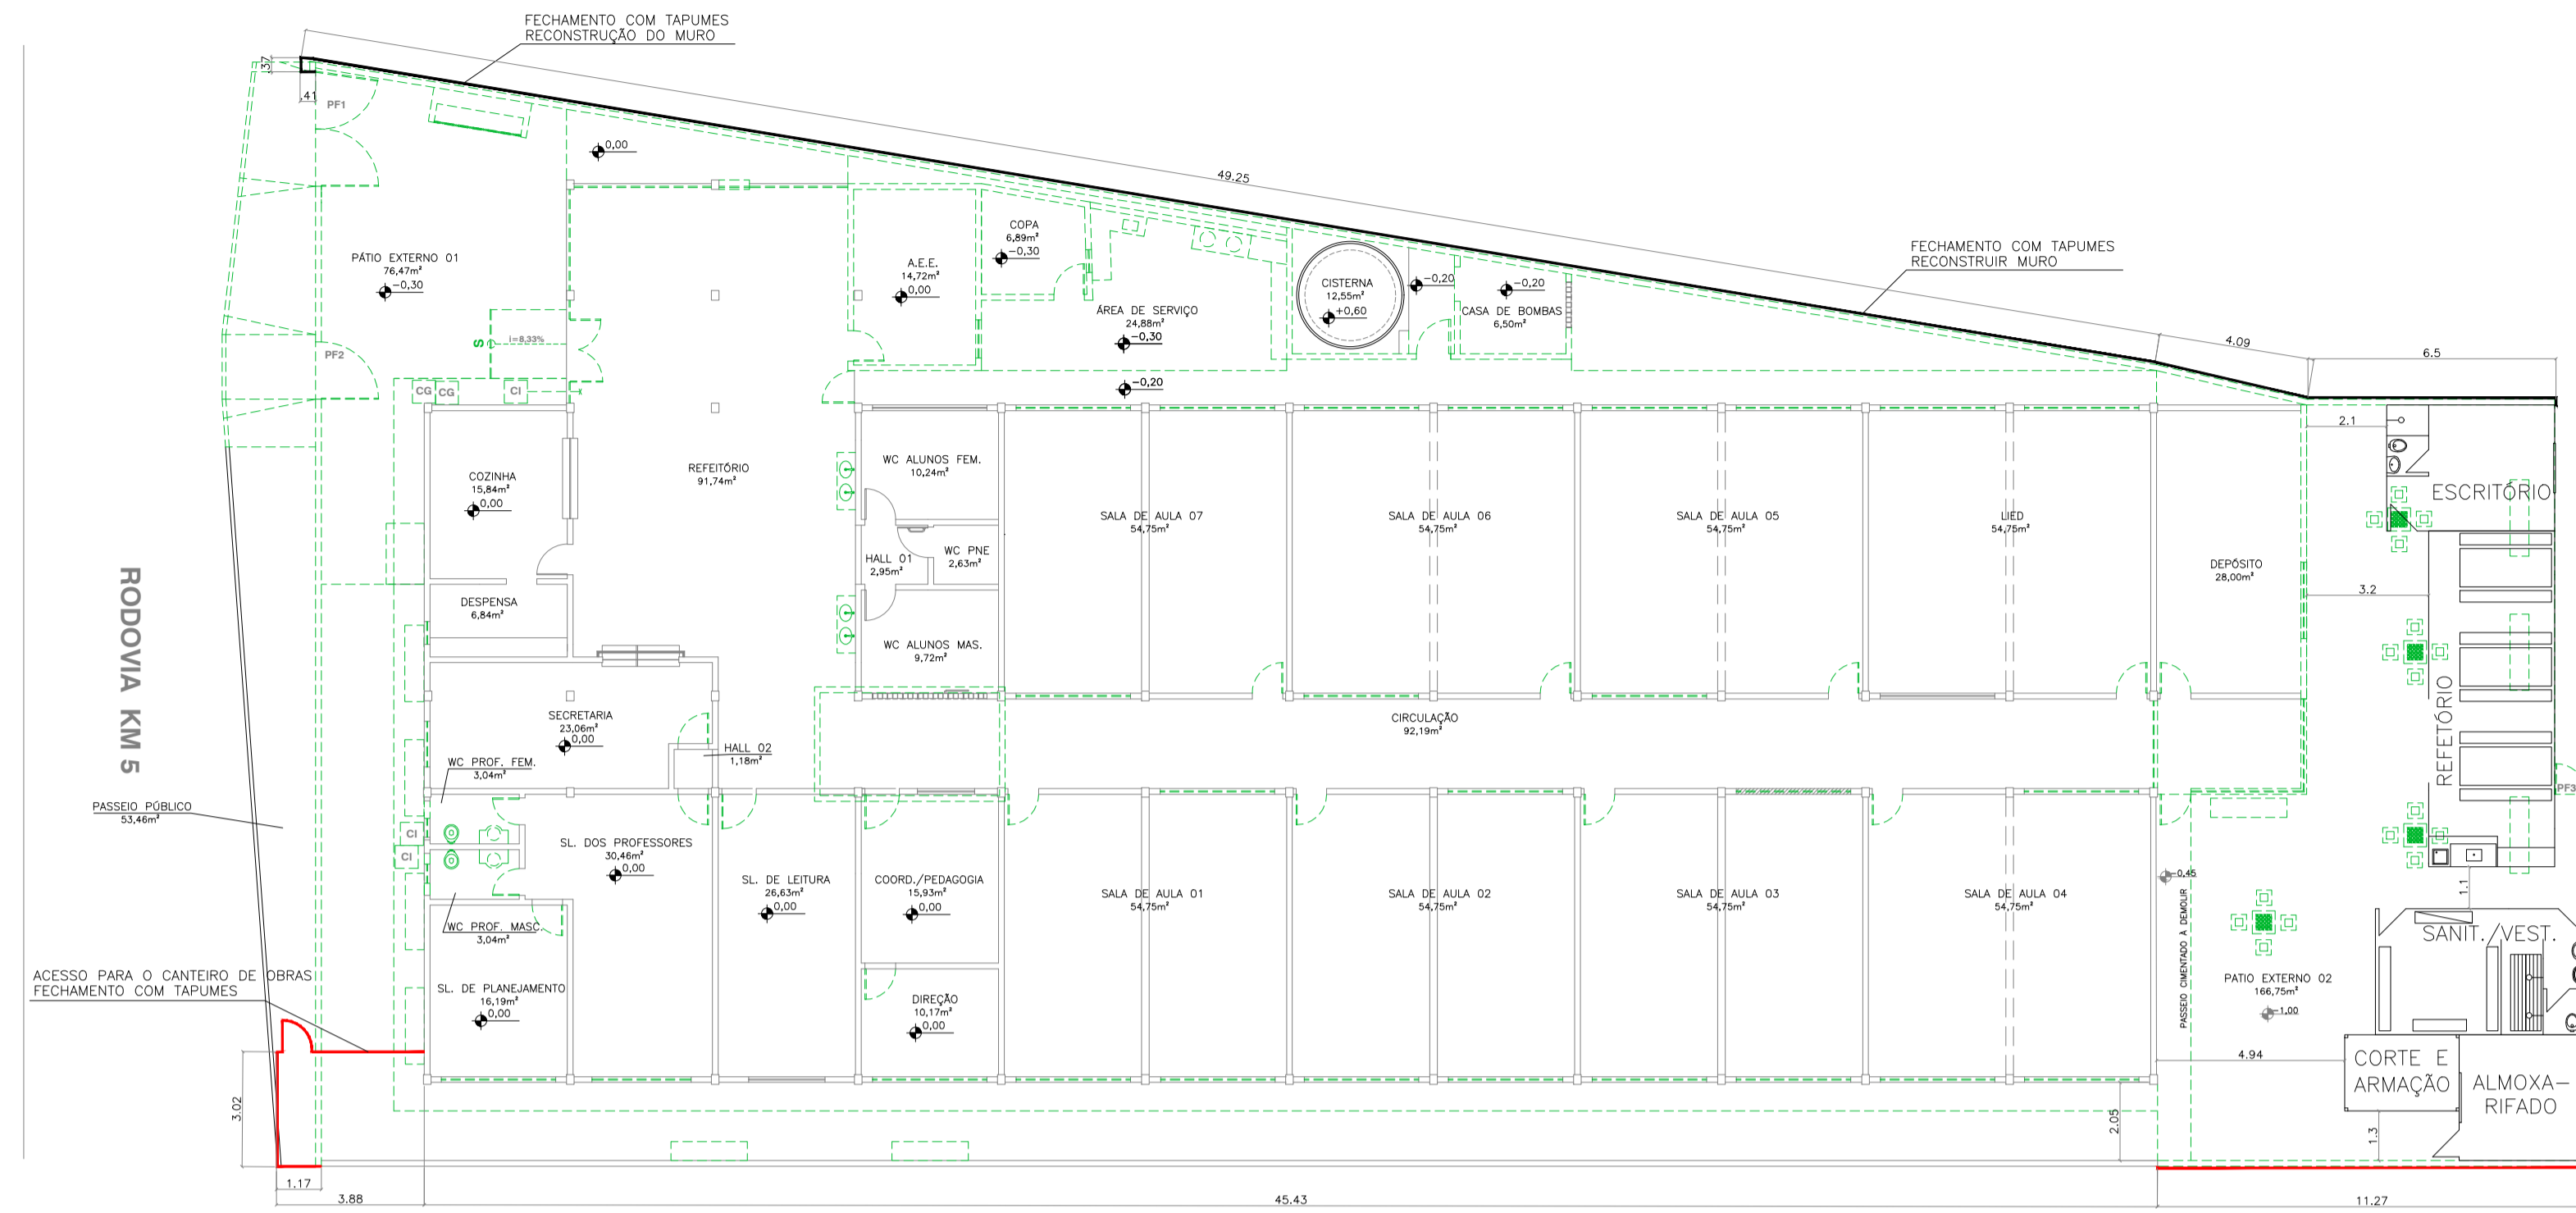 FECHAMENTO COM TAPUMES
RECONSTRUÇÃO DO MURO
.37
.41
PF1
0,00
49.25
PÁTIO EXTERNO 01
76,47m²
-0,30
COPA
6,89m²
-0,30
A.E.E.
14,72m²
0,00
ÁREA DE SERVIÇO
24,88m²
-0,30
CISTERNA
12,55m²
+0,60
-0,20
-0,20
CASA DE BOMBAS
6,50m²
FECHAMENTO COM TAPUMES
RECONSTRUIR MURO
4.09
6.5
S
i=8,33%
PF2
CG
CG
CI
-0,20
2.1
COZINHA
15,84m²
0,00
REFEITÓRIO
91,74m²
WC ALUNOS FEM.
10,24m²
HALL 01
2,95m²
WC PNE
2,63m²
WC ALUNOS MAS.
9,72m²
SALA DE AULA 07
54,75m²
SALA DE AULA 06
54,75m²
SALA DE AULA 05
54,75m²
LIED
54,75m²
DEPÓSITO
28,00m²
ESCRITÓRIO
3.2
REFETÓRIO
PF3
RODOVIA KM 5
DESPENSA
6,84m²
SECRETARIA
23,06m²
0,00
HALL 02
1,18m²
CIRCULAÇÃO
92,19m²
WC PROF. FEM.
3,04m²
PASSEIO PÚBLICO
53,46m²
CI
CI
SL. DOS PROFESSORES
30,46m²
0,00
SL. DE LEITURA
26,63m²
0,00
COORD./PEDAGOGIA
15,93m²
0,00
SALA DE AULA 01
54,75m²
SALA DE AULA 02
54,75m²
SALA DE AULA 03
54,75m²
SALA DE AULA 04
54,75m²
-0,45
1.1
WC PROF. MASC.
3,04m²
SL. DE PLANEJAMENTO
16,19m²
0,00
DIREÇÃO
10,17m²
0,00
PASSEIO CIMENTADO À DEMOLIR
PATIO EXTERNO 02
166,75m²
-1,00
SANIT./VEST.
ACESSO PARA O CANTEIRO DE OBRAS
FECHAMENTO COM TAPUMES
4.94
CORTE E
ARMAÇÃO
ALMOXA-
RIFADO
3.02
2.05
1.3
1.17
3.88
45.43
11.27